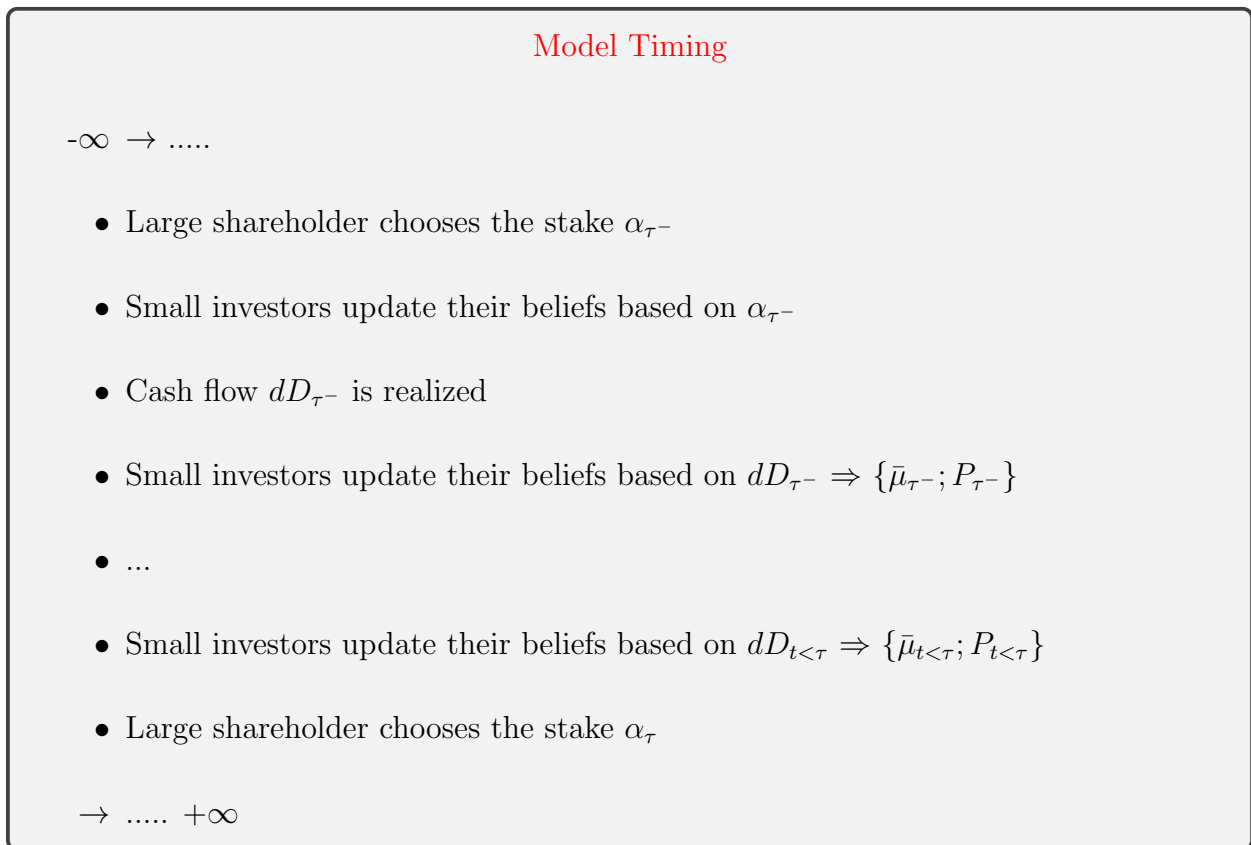 Model Timing
-∞ → .....
• Large shareholder chooses the stake α_{τ⁻}
• Small investors update their beliefs based on α_{τ⁻}
• Cash flow dD_{τ⁻} is realized
• Small investors update their beliefs based on dD_{τ⁻} ⇒ {μ̄_{τ⁻}; P_{τ⁻}}
• ...
• Small investors update their beliefs based on dD_{t<τ} ⇒ {μ̄_{t<τ}; P_{t<τ}}
• Large shareholder chooses the stake α_τ
→ ..... +∞